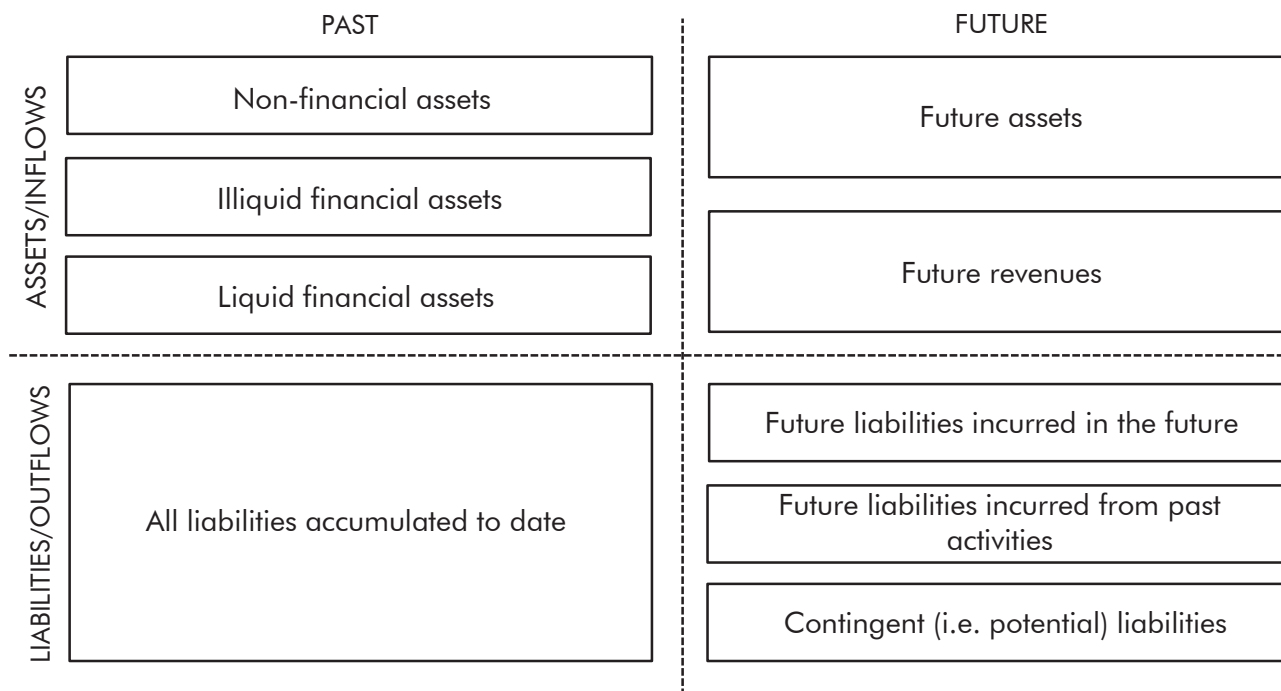 PAST
FUTURE
ASSETS/INFLOWS
Non-financial assets
Illiquid financial assets
Liquid financial assets
Future assets
Future revenues
LIABILITIES/OUTFLOWS
All liabilities accumulated to date
Future liabilities incurred in the future
Future liabilities incurred from past
activities
Contingent (i.e. potential) liabilities